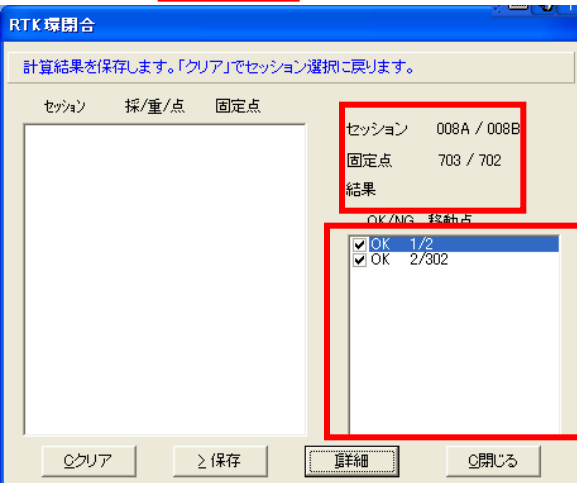 RTK環閉合
計算結果を保存します。「クリア」でセッション選択に戻ります。
セッション 採/重/点 固定点
セッション 008A / 008B
固定点 703 / 702
結果
OK/NG 移動点
OK 1/2
OK 2/302
Cクリア
保存
詳細
C閉じる